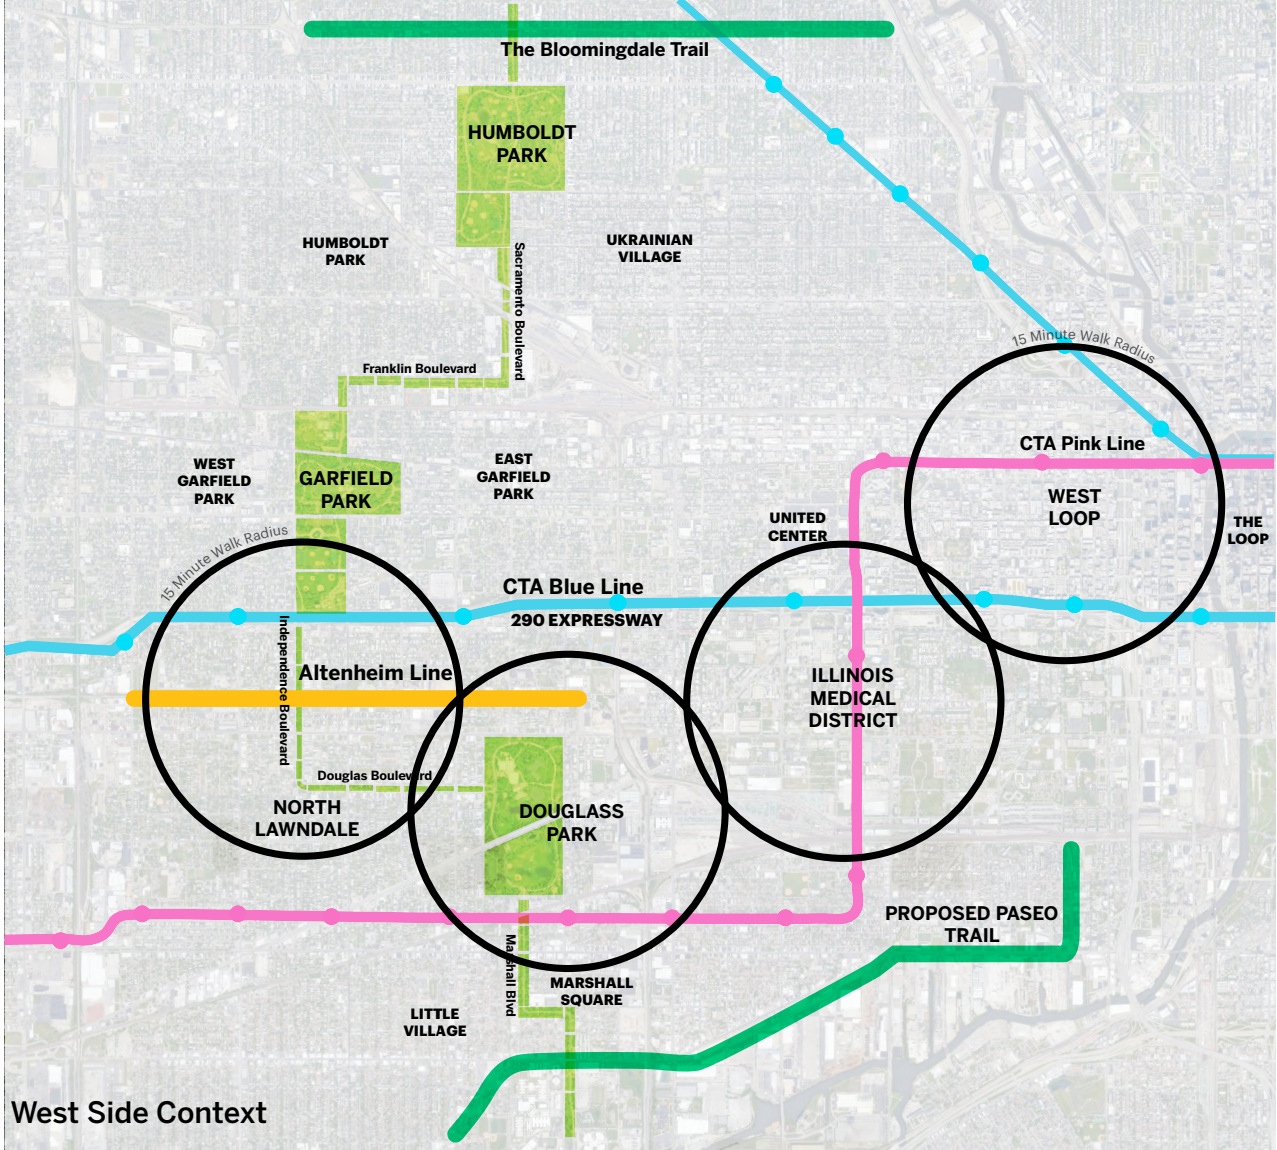 The Bloomingdale Trail
HUMBOLDT
PARK
HUMBOLDT
PARK
UKRAINIAN
VILLAGE
Sacramento Boulevard
15 Minute Walk Radius
Franklin Boulevard
CTA Pink Line
WEST
GARFIELD
PARK
GARFIELD
PARK
EAST
GARFIELD
PARK
WEST
LOOP
UNITED
CENTER
THE
LOOP
15 Minute Walk Radius
CTA Blue Line
290 EXPRESSWAY
Independence Boulevard
Altenheim Line
ILLINOIS
MEDICAL
DISTRICT
Douglas Boulevard
NORTH
LAWNDALE
DOUGLASS
PARK
PROPOSED PASEO
TRAIL
Marshall Blvd
MARSHALL
SQUARE
LITTLE
VILLAGE
West Side Context